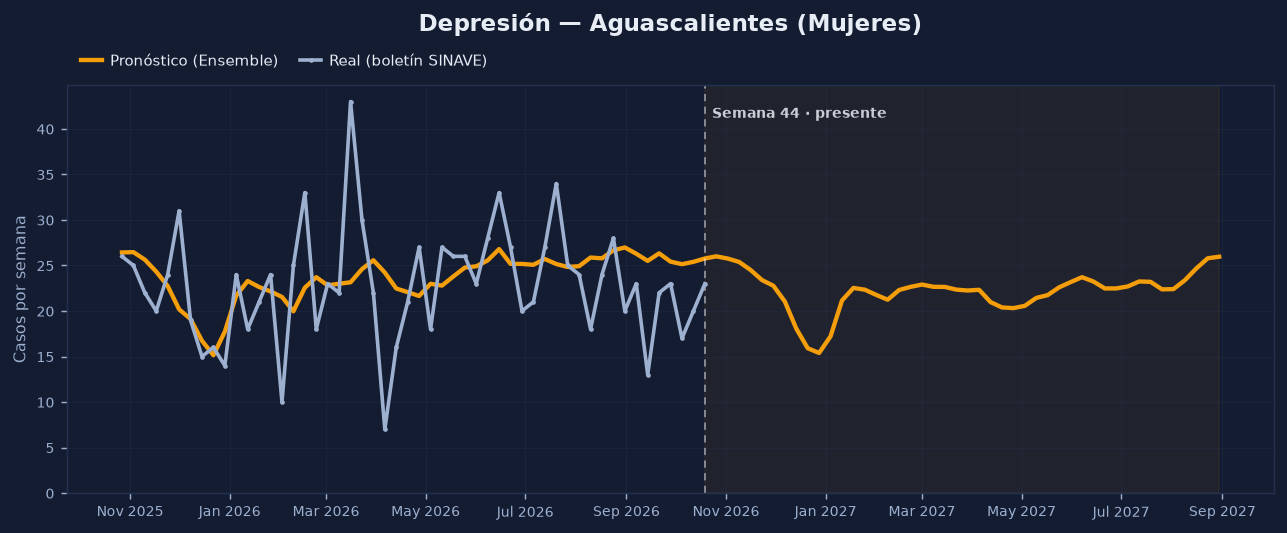 Depresión — Aguascalientes (Mujeres)
Pronóstico (Ensemble)
Real (boletín SINAVE)
Semana 44 · presente
Casos por semana
40
35
30
25
20
15
10
5
0
Nov 2025
Jan 2026
Mar 2026
May 2026
Jul 2026
Sep 2026
Nov 2026
Jan 2027
Mar 2027
May 2027
Jul 2027
Sep 2027